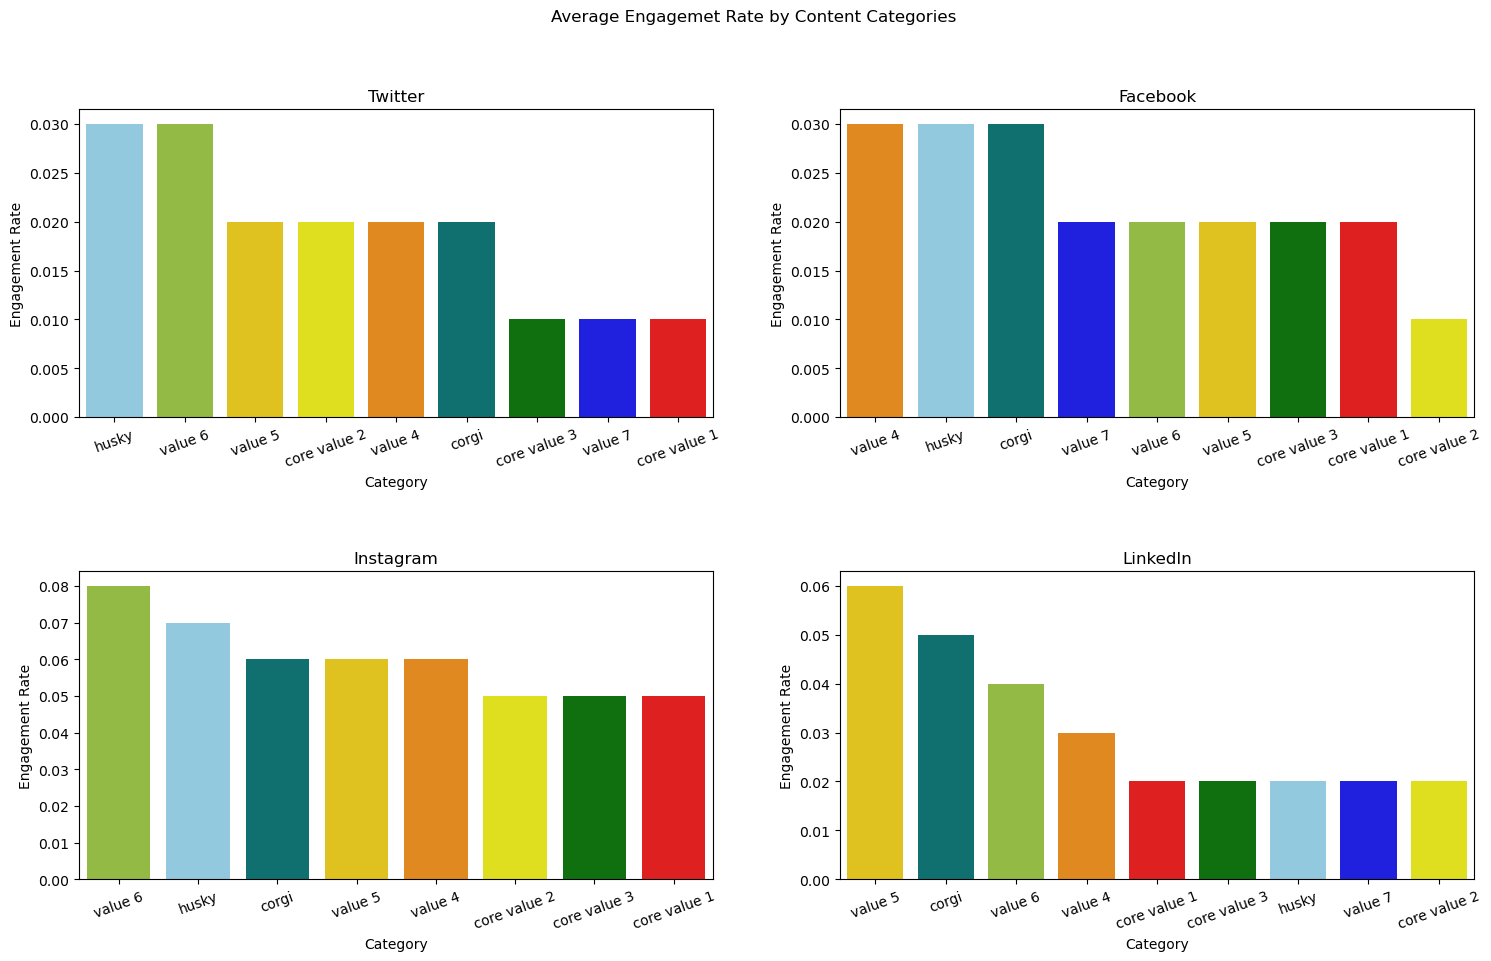 Average Engagemet Rate by Content Categories
Twitter
Engagement Rate
0.030
0.025
0.020
0.015
0.010
0.005
0.000
husky value 6 value 5 core value 2 value 4 corgi core value 3 value 7 core value 1
Category
Facebook
Engagement Rate
0.030
0.025
0.020
0.015
0.010
0.005
0.000
value 4 husky corgi value 7 value 6 value 5 core value 3 core value 1 core value 2
Category
Instagram
Engagement Rate
0.08
0.07
0.06
0.05
0.04
0.03
0.02
0.01
0.00
value 6 husky corgi value 5 value 4 core value 2 core value 3 core value 1
Category
LinkedIn
Engagement Rate
0.06
0.05
0.04
0.03
0.02
0.01
0.00
value 5 corgi value 6 value 4 core value 1 core value 3 husky value 7 core value 2
Category